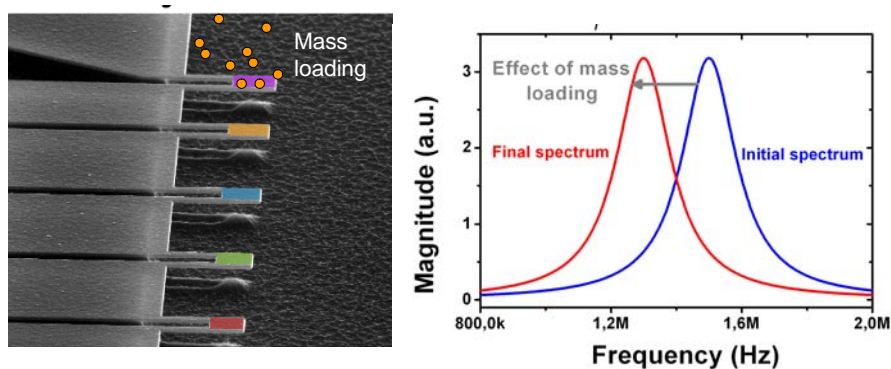 Mass
loading
Effect of mass
loading
Final spectrum
Initial spectrum
Magnitude (a.u.)
3
2
1
0
800,0k
1,2M
1,6M
2,0M
Frequency (Hz)